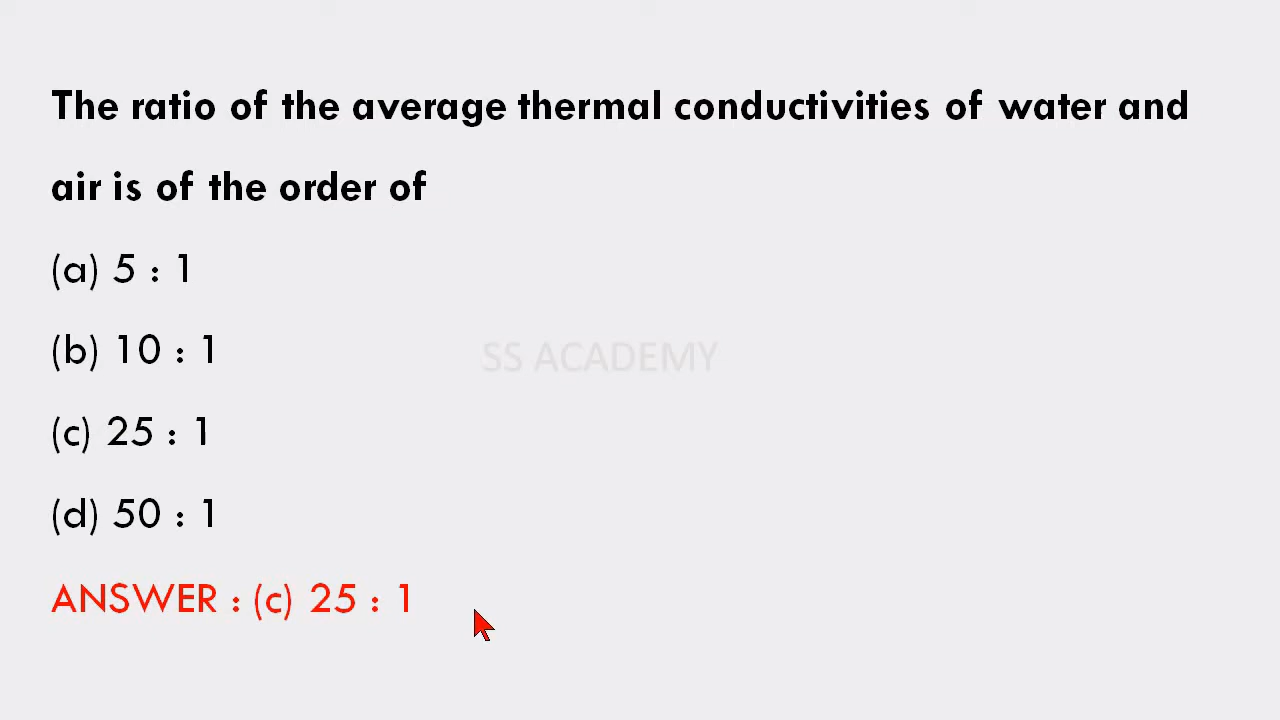 The ratio of the average thermal conductivities of water and
air is of the order of
(a) 5 : 1
(b) 10 : 1
SS ACADEMY
(c) 25 : 1
(d) 50 : 1
ANSWER : (c) 25 : 1